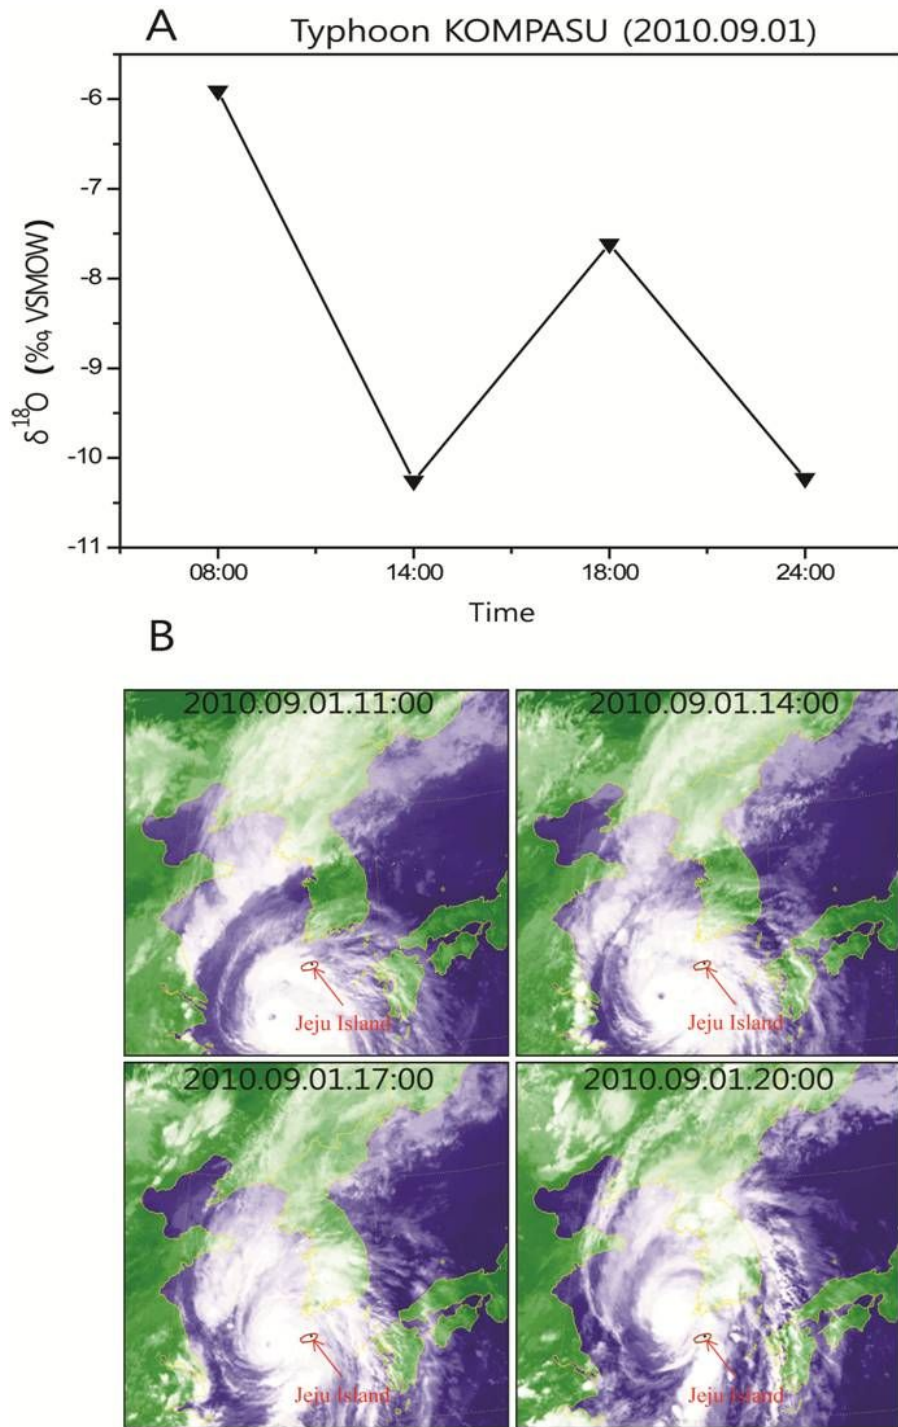 A
Typhoon KOMPASU (2010.09.01)
-6
-7
-8
-9
-10
-11
δ18O (‰, VSMOW)
08:00
14:00
18:00
24:00
Time
B
2010.09.01.11:00
2010.09.01.14:00
Jeju Island
Jeju Island
2010.09.01.17:00
2010.09.01.20:00
Jeju Island
Jeju Island